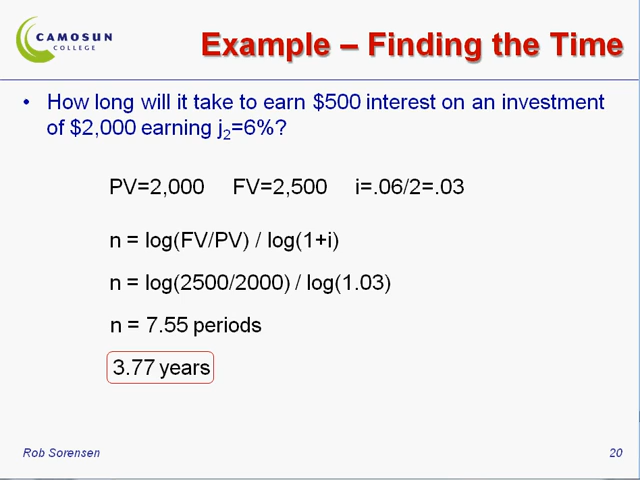 CAMOSUN
COLLEGE
Example – Finding the Time
• How long will it take to earn $500 interest on an investment
of $2,000 earning j₂=6%?
PV=2,000 FV=2,500 i=.06/2=.03
n = log(FV/PV) / log(1+i)
n = log(2500/2000) / log(1.03)
n = 7.55 periods
3.77 years
Rob Sorensen
20